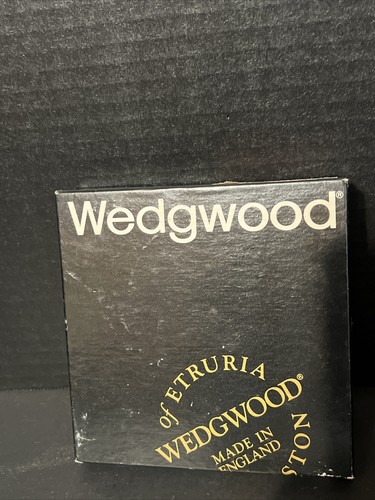 Wedgwood®
of ETRURIA
WEDGWOOD®
MADE IN
ENGLAND
STON